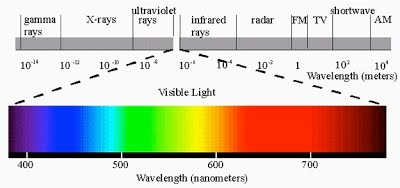 ultraviolet shortwave
gamma X-rays rays infrared radar FM TV AM
rays rays
10-14 10-12 10-10 10-8 10-6 10-4 10-2 1 102 104
Wavelength (meters)
Visible Light
400 500 600 700
Wavelength (nanometers)